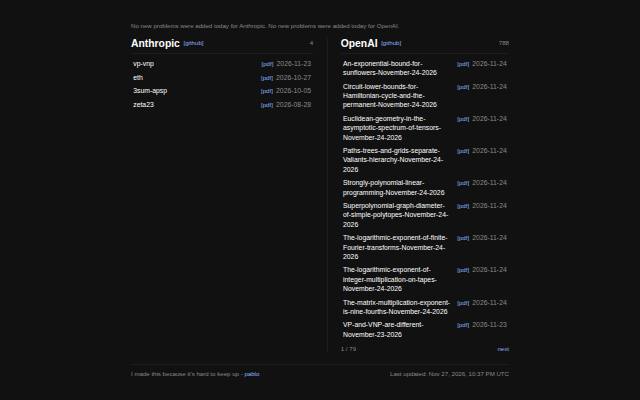 No new problems were added today for Anthropic. No new problems were added today for OpenAI.
Anthropic [github] 4
vp-vnp [pdf] 2026-11-23
eth [pdf] 2026-10-27
3sum-apsp [pdf] 2026-10-05
zeta23 [pdf] 2026-08-28
OpenAI [github] 788
An-exponential-bound-for- [pdf] 2026-11-24
sunflowers-November-24-2026
Circuit-lower-bounds-for- [pdf] 2026-11-24
Hamiltonian-cycle-and-the-
permanent-November-24-2026
Euclidean-geometry-in-the- [pdf] 2026-11-24
asymptotic-spectrum-of-tensors-
November-24-2026
Paths-trees-and-grids-separate- [pdf] 2026-11-24
Valiants-hierarchy-November-24-
2026
Strongly-polynomial-linear- [pdf] 2026-11-24
programming-November-24-2026
Superpolynomial-graph-diameter- [pdf] 2026-11-24
of-simple-polytopes-November-24-
2026
The-logarithmic-exponent-of-finite- [pdf] 2026-11-24
Fourier-transforms-November-24-
2026
The-logarithmic-exponent-of- [pdf] 2026-11-24
integer-multiplication-on-tapes-
November-24-2026
The-matrix-multiplication-exponent- [pdf] 2026-11-24
is-nine-fourths-November-24-2026
VP-and-VNP-are-different- [pdf] 2026-11-23
November-23-2026
1 / 79 next
I made this because it's hard to keep up - pablo
Last updated: Nov 27, 2026, 10:37 PM UTC